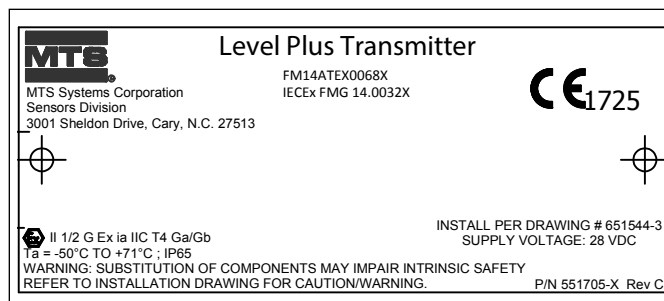 Level Plus Transmitter
MTS
®
FM14ATEX0068X
IECEx FMG 14.0032X
MTS Systems Corporation
Sensors Division
3001 Sheldon Drive, Cary, N.C. 27513
CE 1725
INSTALL PER DRAWING # 651544-3
SUPPLY VOLTAGE: 28 VDC
Ex II 1/2 G Ex ia IIC T4 Ga/Gb
Ta = -50°C TO +71°C ; IP65
WARNING: SUBSTITUTION OF COMPONENTS MAY IMPAIR INTRINSIC SAFETY
REFER TO INSTALLATION DRAWING FOR CAUTION/WARNING.
P/N 551705-X Rev C